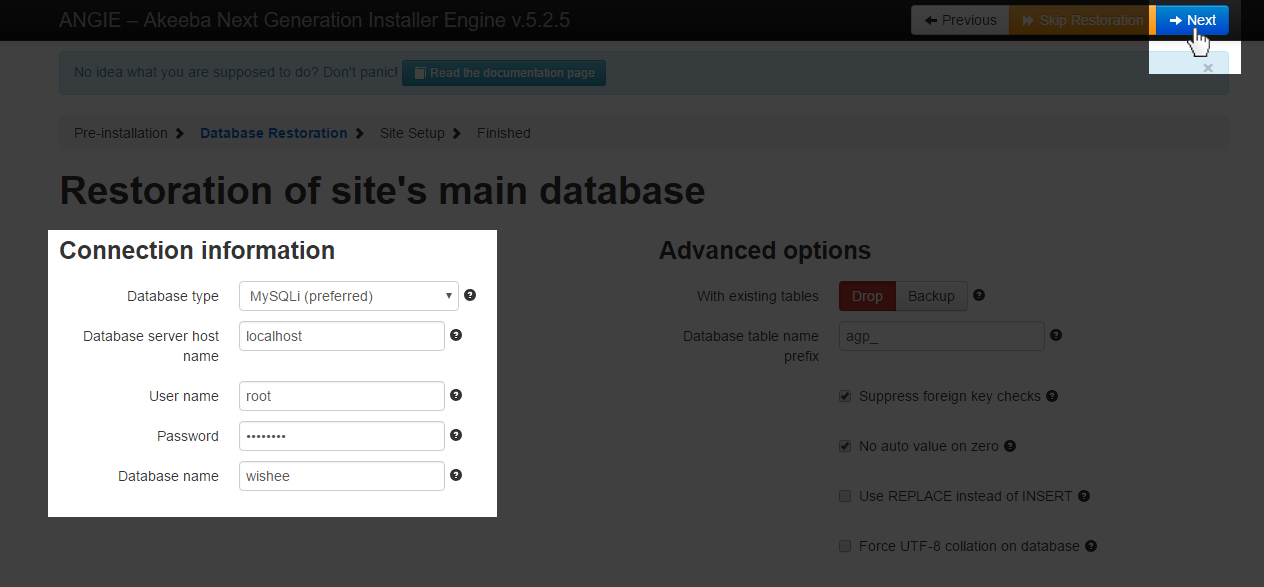 ANGIE – Akeeba Next Generation Installer Engine v.5.2.5
Previous Skip Restoration Next
No idea what you are supposed to do? Don't panic! Read the documentation page ×
Pre-installation Database Restoration Site Setup Finished
Restoration of site's main database
Connection information
Database type MySQLi (preferred)
Database server host name localhost
User name root
Password ••••••••
Database name wishee
Advanced options
With existing tables Drop Backup
Database table name prefix agp_
Suppress foreign key checks
No auto value on zero
Use REPLACE instead of INSERT
Force UTF-8 collation on database